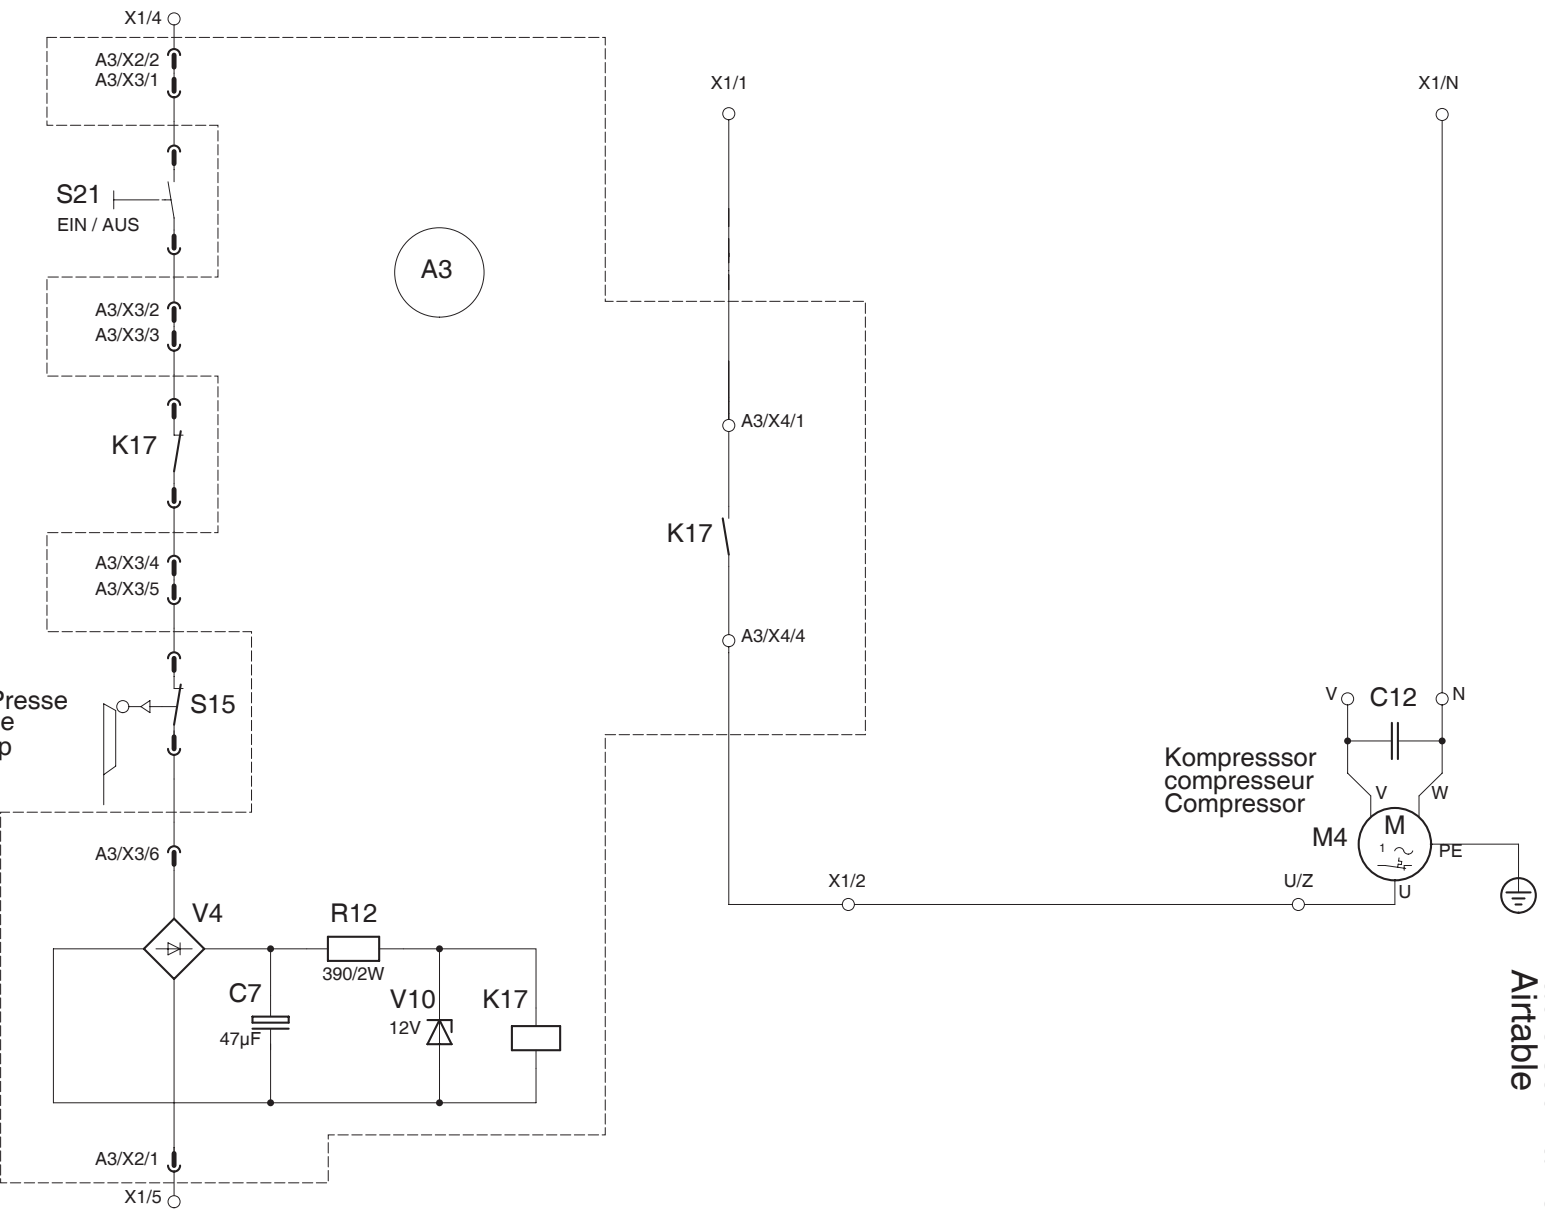 X1/4
A3/X2/2
A3/X3/1
S21
EIN / AUS
A3/X3/2
A3/X3/3
K17
A3/X3/4
A3/X3/5
Presse
S15
A3/X3/6
V4
R12
390/2W
C7
47µF
V10
12V
K17
A3/X2/1
X1/5
A3
X1/1
A3/X4/1
K17
A3/X4/4
X1/2
U/Z
X1/N
V
C12
N
Kompresssor
compresseur
Compressor
V
W
M4
M
1
PE
U
Airtable